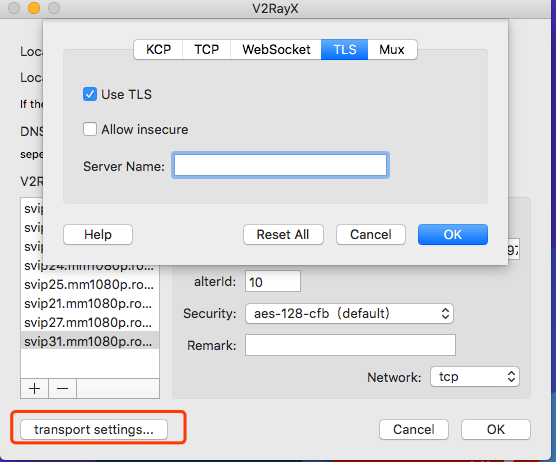 V2RayX
KCP TCP WebSocket TLS Mux
Loca
Use TLS
Loca
If the
Allow insecure
DNS
sepe
Server Name:
V2R
svip
svip
Help Reset All Cancel OK
svip
97
svip24.mm1080p.ro...
svip25.mm1080p.ro...
alterId: 10
svip21.mm1080p.ro...
svip27.mm1080p.ro...
Security: aes-128-cfb (default)
svip31.mm1080p.ro...
Remark:
+ −
Network: tcp
transport settings...
Cancel OK